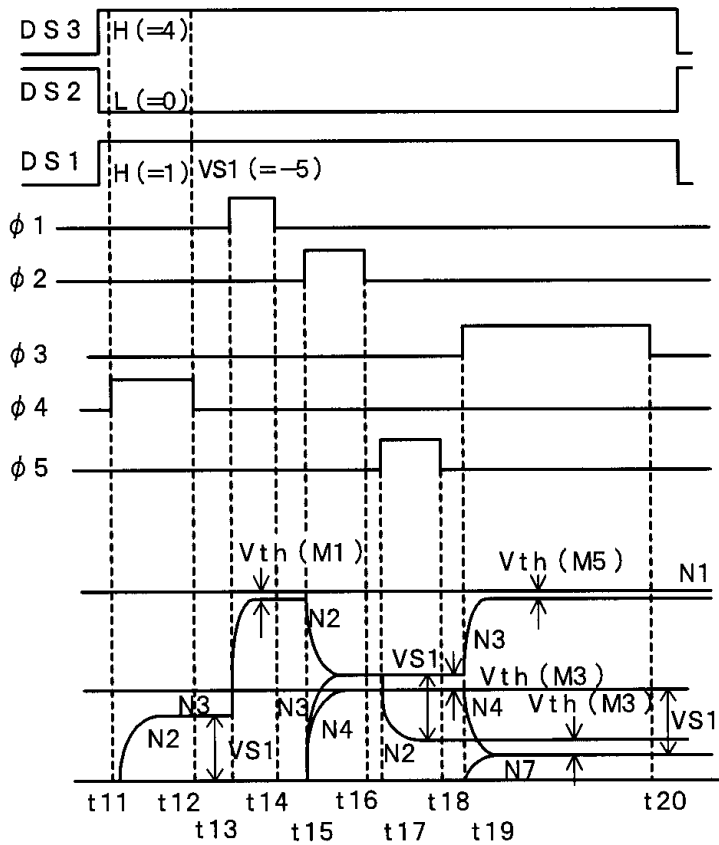 DS3 H(=4)
DS2 L(=0)
DS1 H(=1) VS1(=-5)
φ1
φ2
φ3
φ4
φ5
Vth(M1) Vth(M5) N1
N2 N3
VS1 Vth(M3)
N3 N3 N4 Vth(M3)
N2 VS1 N4 N2 VS1
N7
t11 t12 t14 t16 t18 t20
t13 t15 t17 t19